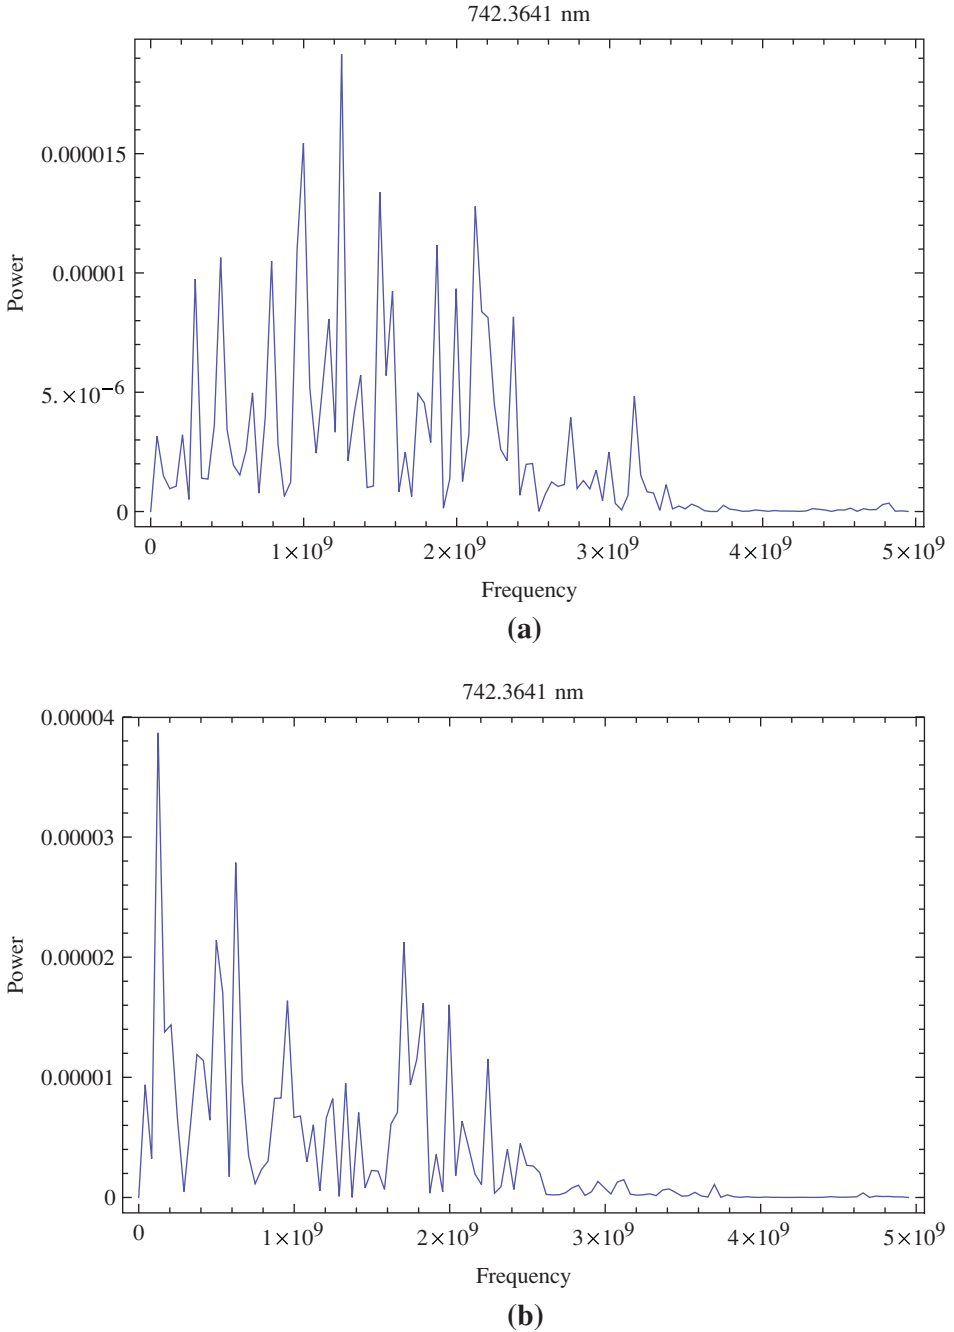 742.3641 nm
0.000015
0.00001
5.×10⁻⁶
0
Power
0 1×10⁹ 2×10⁹ 3×10⁹ 4×10⁹ 5×10⁹
Frequency
(a)
742.3641 nm
0.00004
0.00003
0.00002
0.00001
0
Power
0 1×10⁹ 2×10⁹ 3×10⁹ 4×10⁹ 5×10⁹
Frequency
(b)